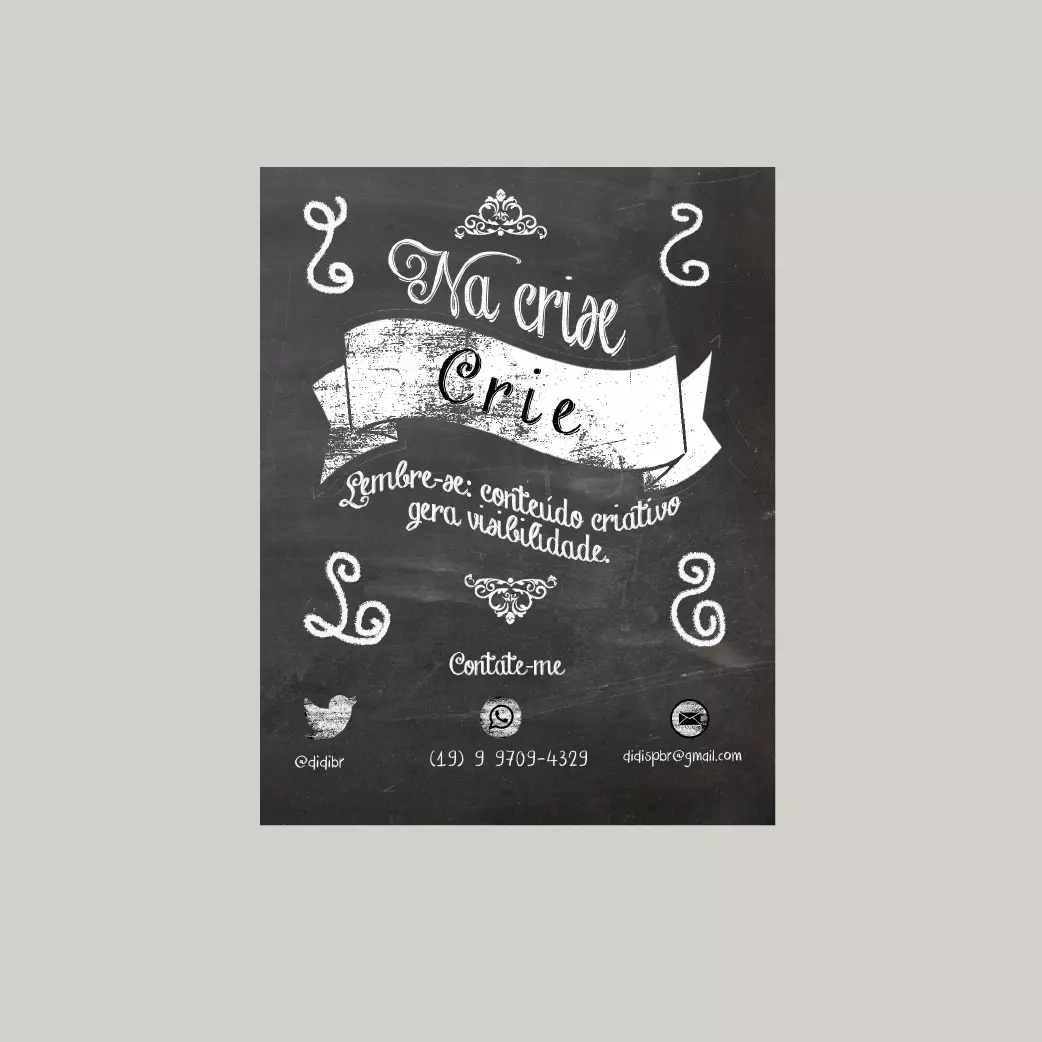 Na crise
Crie
Lembre-se: conteúdo criativo
gera visibilidade.
Contate-me
@didibr
(19) 9 9709-4329
didispbr@gmail.com